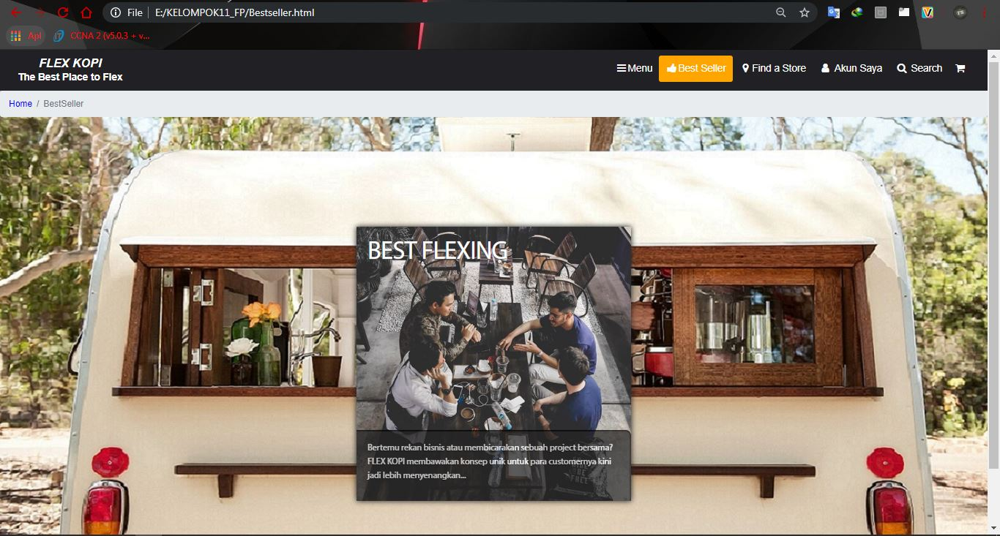 File
E:/KELOMPOK11_FP/Bestseller.html
Apl
CCNA 2 (v5.0.3 + v...
FLEX KOPI
The Best Place to Flex
Menu
Best Seller
Find a Store
Akun Saya
Search
Home / BestSeller
BEST FLEXING
Bertemu rekan bisnis atau membicarakan sebuah project bersama?
FLEX KOPI membawakan konsep unik untuk para customernya kini
jadi lebih menyenangkan...